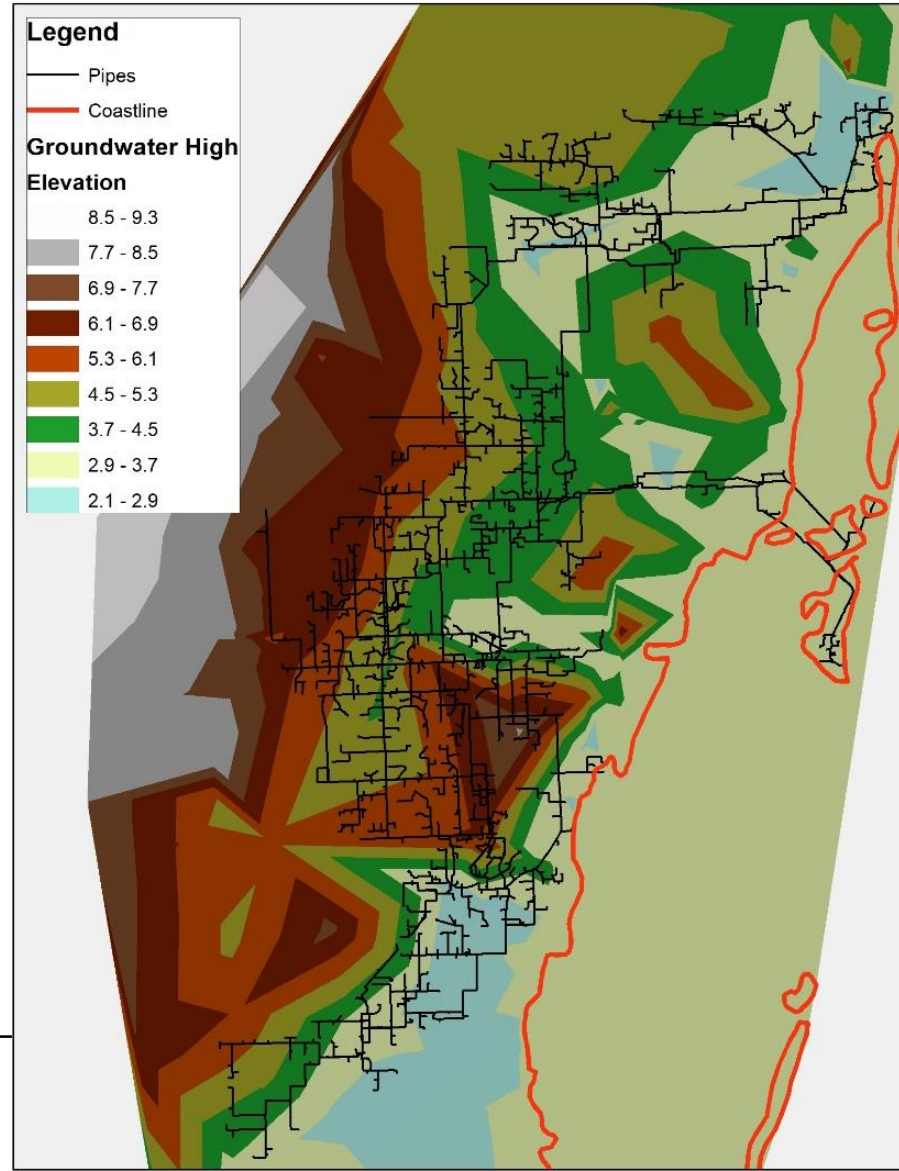 Legend
Pipes
Coastline
Groundwater High
Elevation
8.5 - 9.3
7.7 - 8.5
6.9 - 7.7
6.1 - 6.9
5.3 - 6.1
4.5 - 5.3
3.7 - 4.5
2.9 - 3.7
2.1 - 2.9